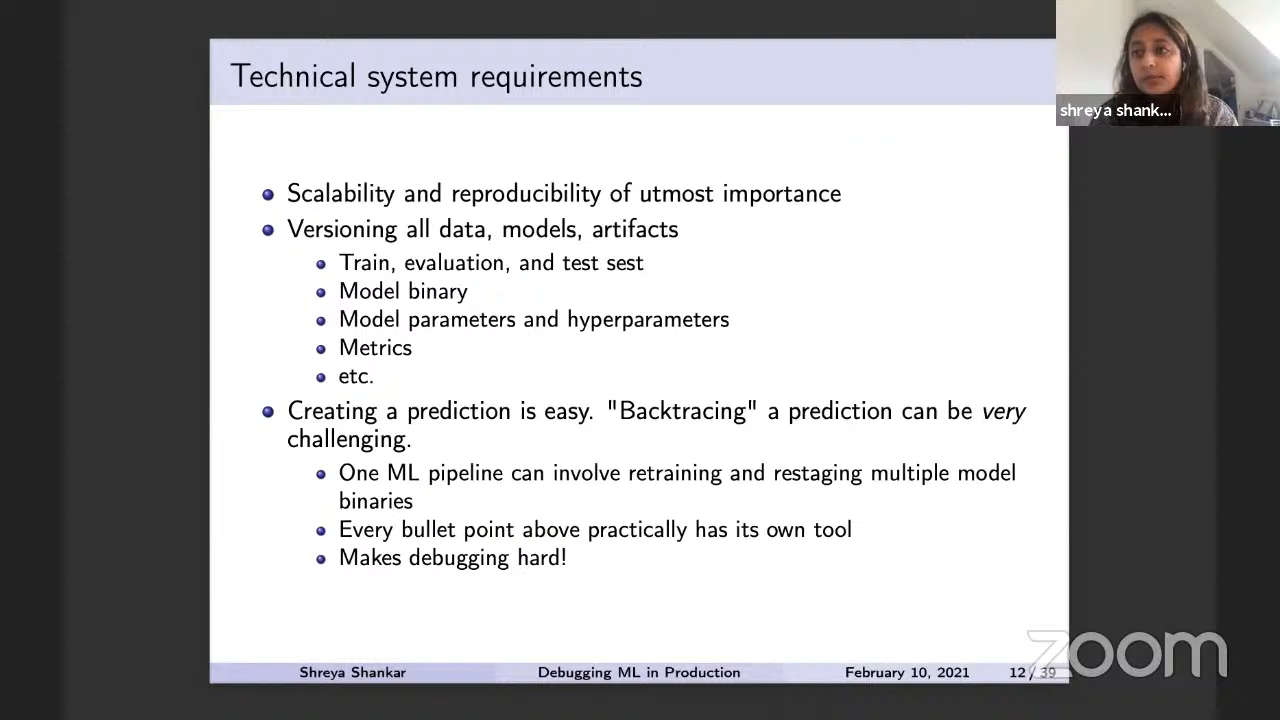 Technical system requirements
shreya shank...
Scalability and reproducibility of utmost importance
Versioning all data, models, artifacts
Train, evaluation, and test sest
Model binary
Model parameters and hyperparameters
Metrics
etc.
Creating a prediction is easy. "Backtracing" a prediction can be very
challenging.
One ML pipeline can involve retraining and restaging multiple model
binaries
Every bullet point above practically has its own tool
Makes debugging hard!
Shreya Shankar
Debugging ML in Production
February 10, 2021
12 / 39
zoom